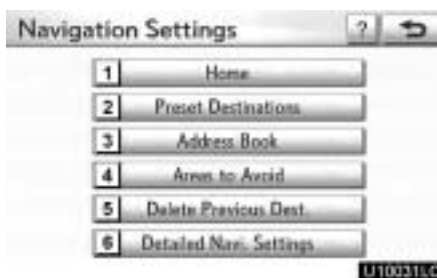 Navigation Settings ?
1 Home
2 Preset Destinations
3 Address Book
4 Areas to Avoid
5 Delete Previous Dest.
6 Detailed Navi. Settings
U10031LS